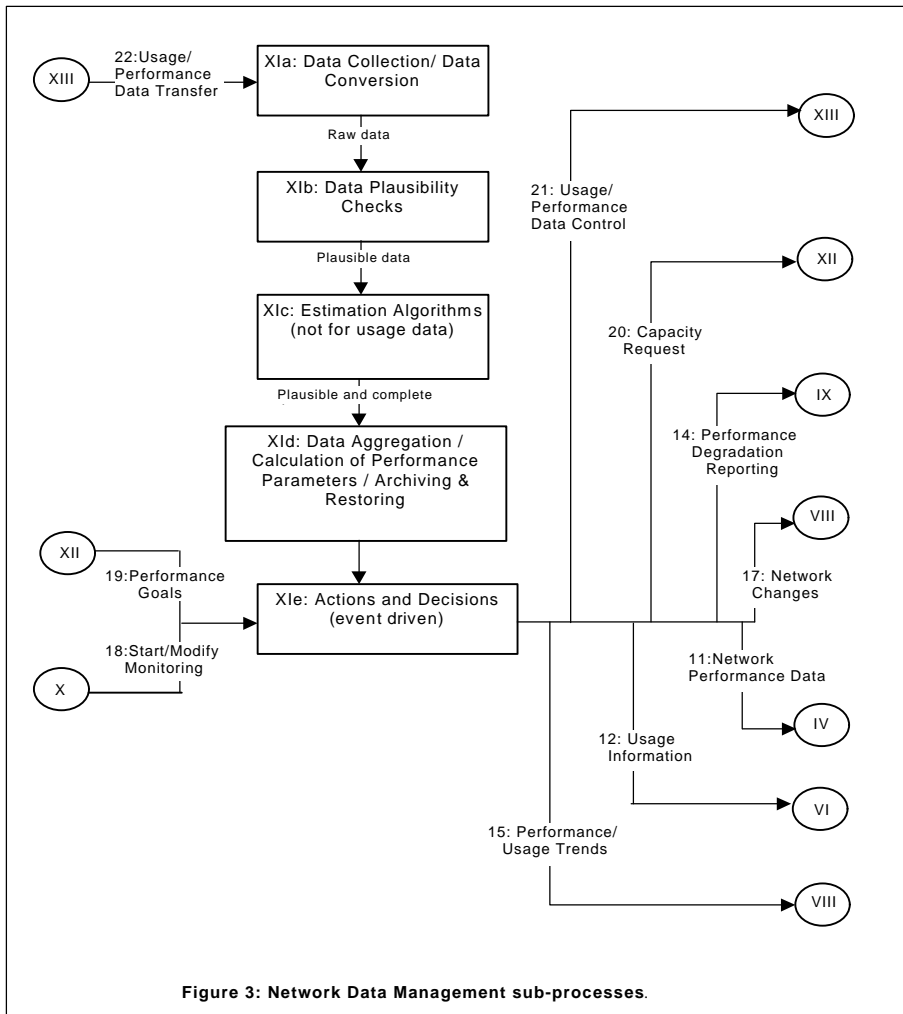 XIII
22:Usage/
Performance
Data Transfer
XIa: Data Collection/ Data
Conversion
Raw data
XIb: Data Plausibility
Checks
Plausible data
XIc: Estimation Algorithms
(not for usage data)
Plausible and complete
XId: Data Aggregation /
Calculation of Performance
Parameters / Archiving &
Restoring
XII
19:Performance
Goals
18:Start/Modify
Monitoring
X
XIe: Actions and Decisions
(event driven)
XIII
21: Usage/
Performance
Data Control
XII
20: Capacity
Request
IX
14: Performance
Degradation
Reporting
VIII
17: Network
Changes
11:Network
Performance Data
IV
12: Usage
Information
VI
15: Performance/
Usage Trends
VIII
Figure 3: Network Data Management sub-processes.